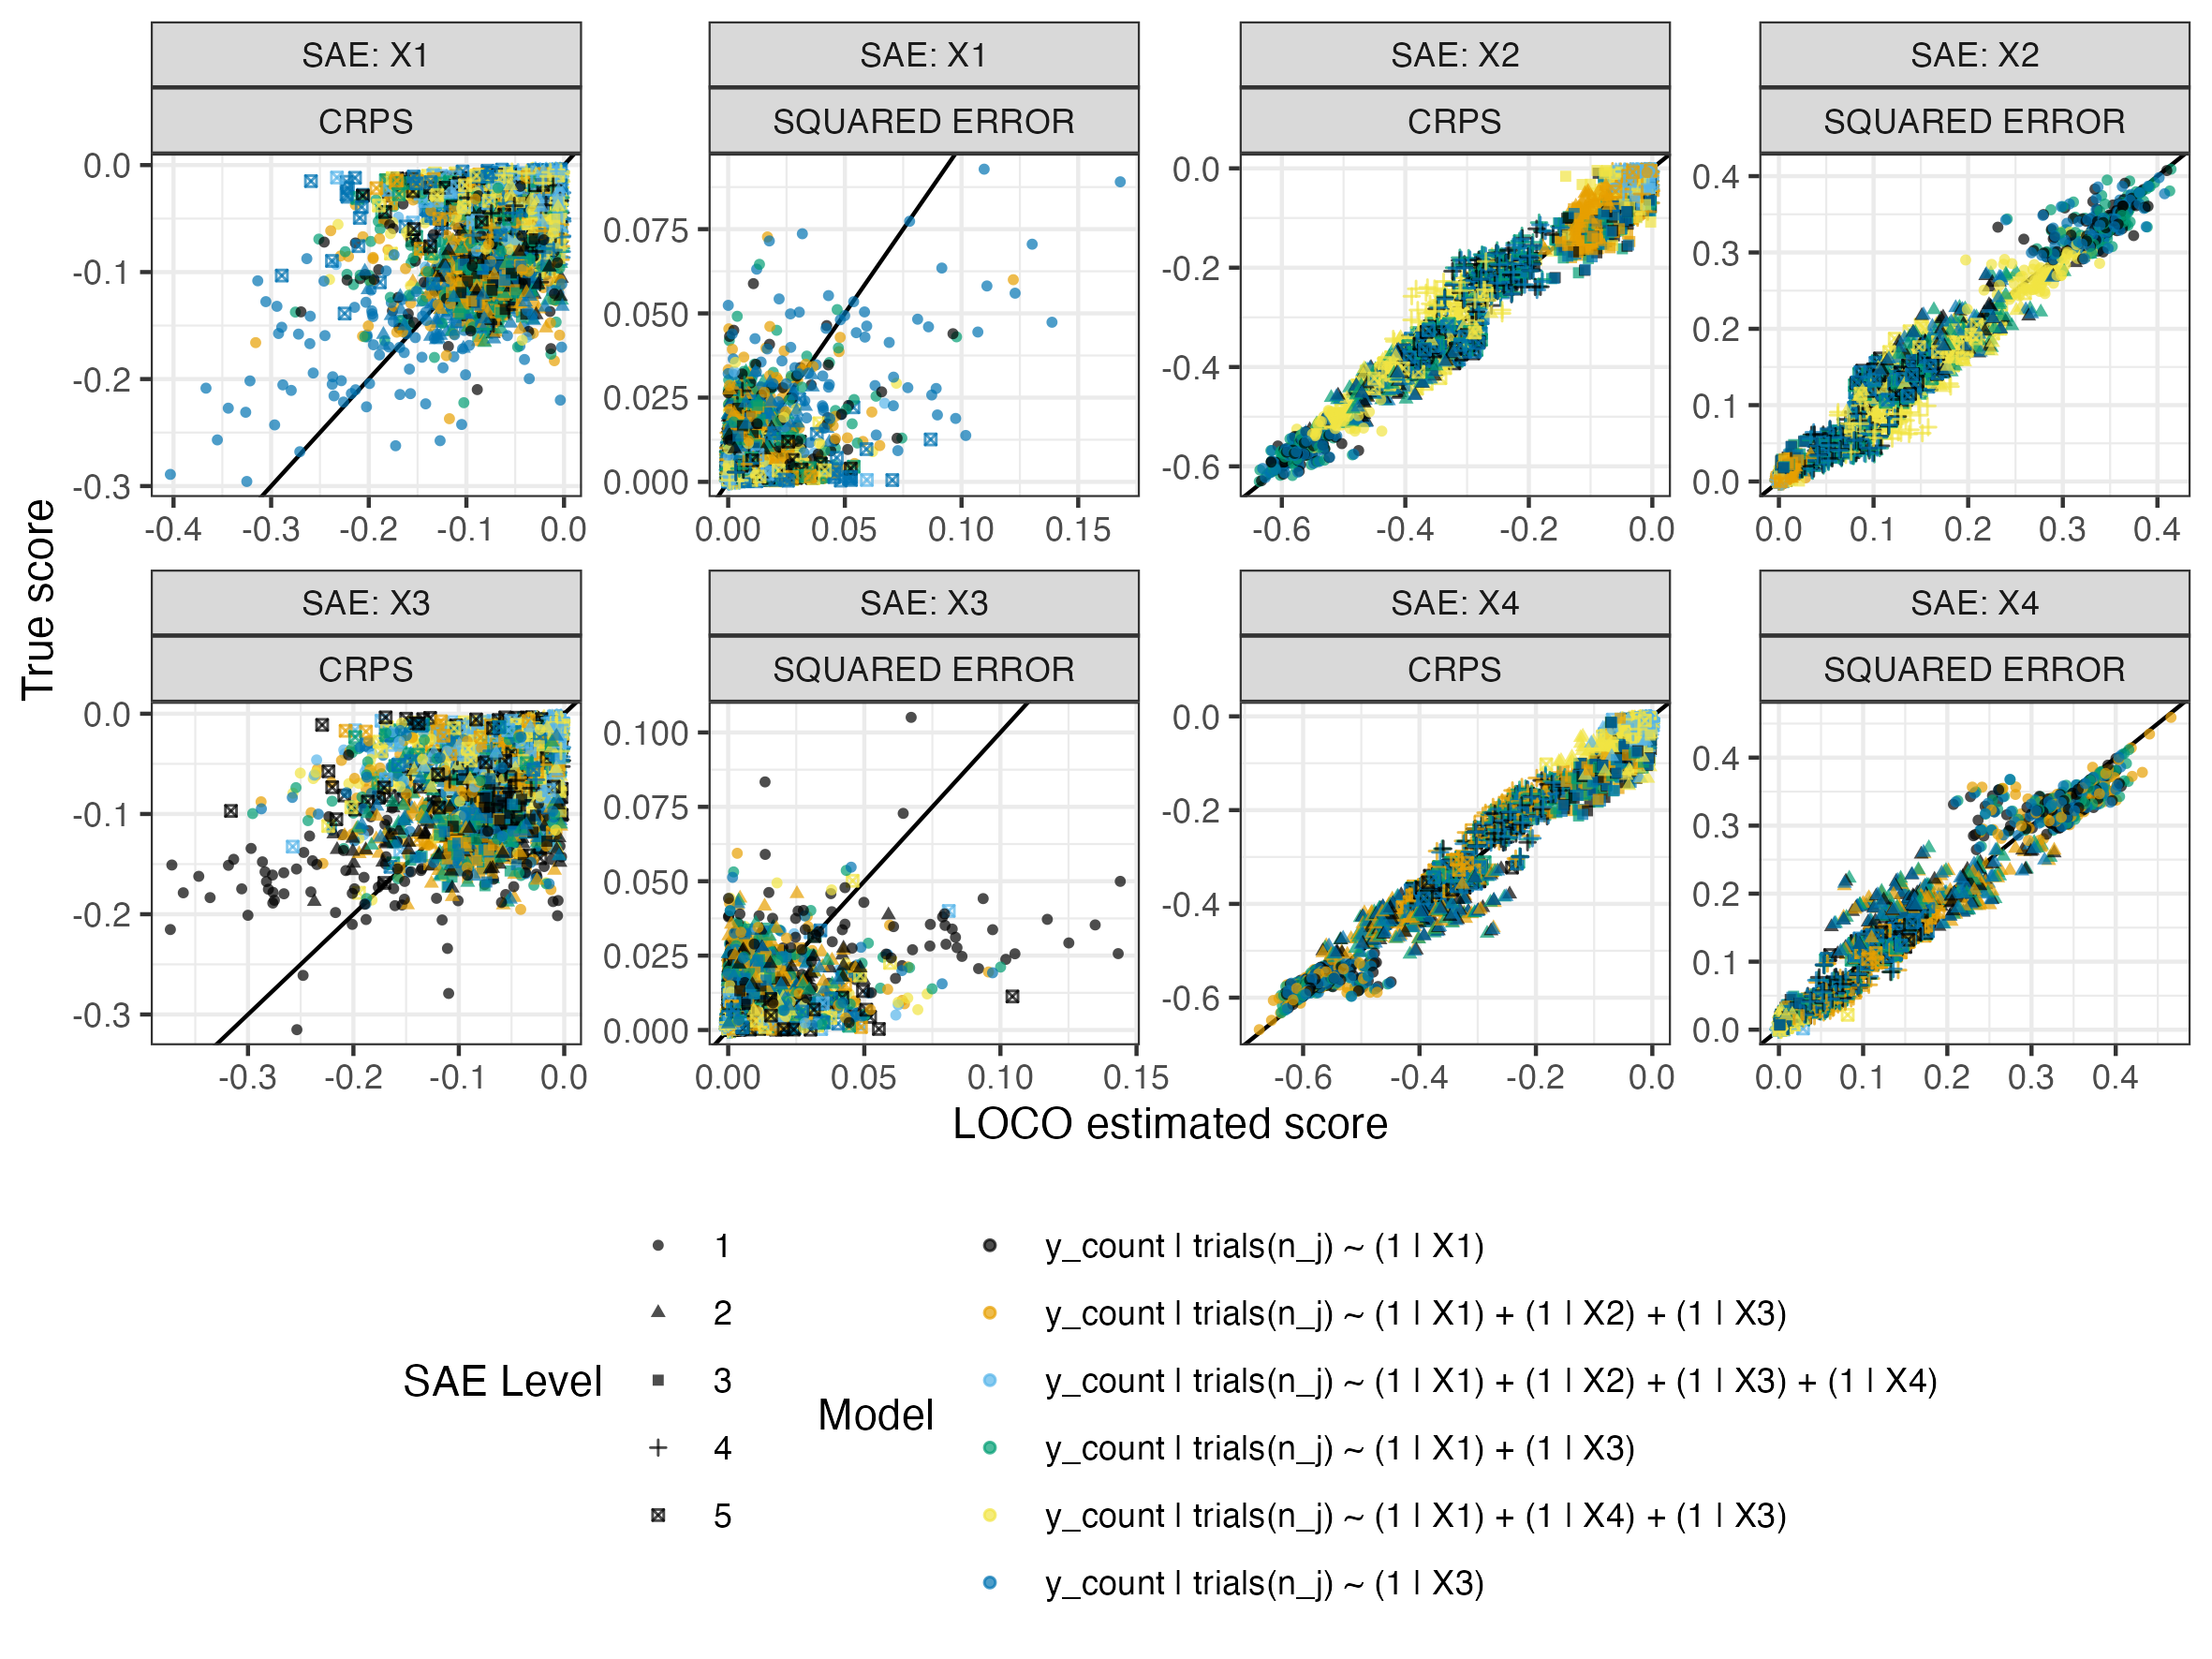 SAE: X1
SAE: X1
SAE: X2
SAE: X2
CRPS
SQUARED ERROR
CRPS
SQUARED ERROR
0.0
-0.1
-0.2
-0.3
-0.4
-0.3
-0.2
-0.1
0.0
0.075
0.050
0.025
0.000
0.00
0.05
0.10
0.15
0.0
-0.2
-0.4
-0.6
-0.6
-0.4
-0.2
0.0
0.4
0.3
0.2
0.1
0.0
0.0
0.1
0.2
0.3
0.4
SAE: X3
SAE: X3
SAE: X4
SAE: X4
CRPS
SQUARED ERROR
CRPS
SQUARED ERROR
0.0
-0.1
-0.2
-0.3
-0.3
-0.2
-0.1
0.0
0.100
0.075
0.050
0.025
0.000
0.00
0.05
0.10
0.15
0.0
-0.2
-0.4
-0.6
-0.6
-0.4
-0.2
0.0
0.4
0.3
0.2
0.1
0.0
0.0
0.1
0.2
0.3
0.4
True score
LOCO estimated score
SAE Level
1
2
3
4
5
Model
y_count | trials(n_j) ~ (1 | X1)
y_count | trials(n_j) ~ (1 | X1) + (1 | X2) + (1 | X3)
y_count | trials(n_j) ~ (1 | X1) + (1 | X2) + (1 | X3) + (1 | X4)
y_count | trials(n_j) ~ (1 | X1) + (1 | X3)
y_count | trials(n_j) ~ (1 | X1) + (1 | X4) + (1 | X3)
y_count | trials(n_j) ~ (1 | X3)